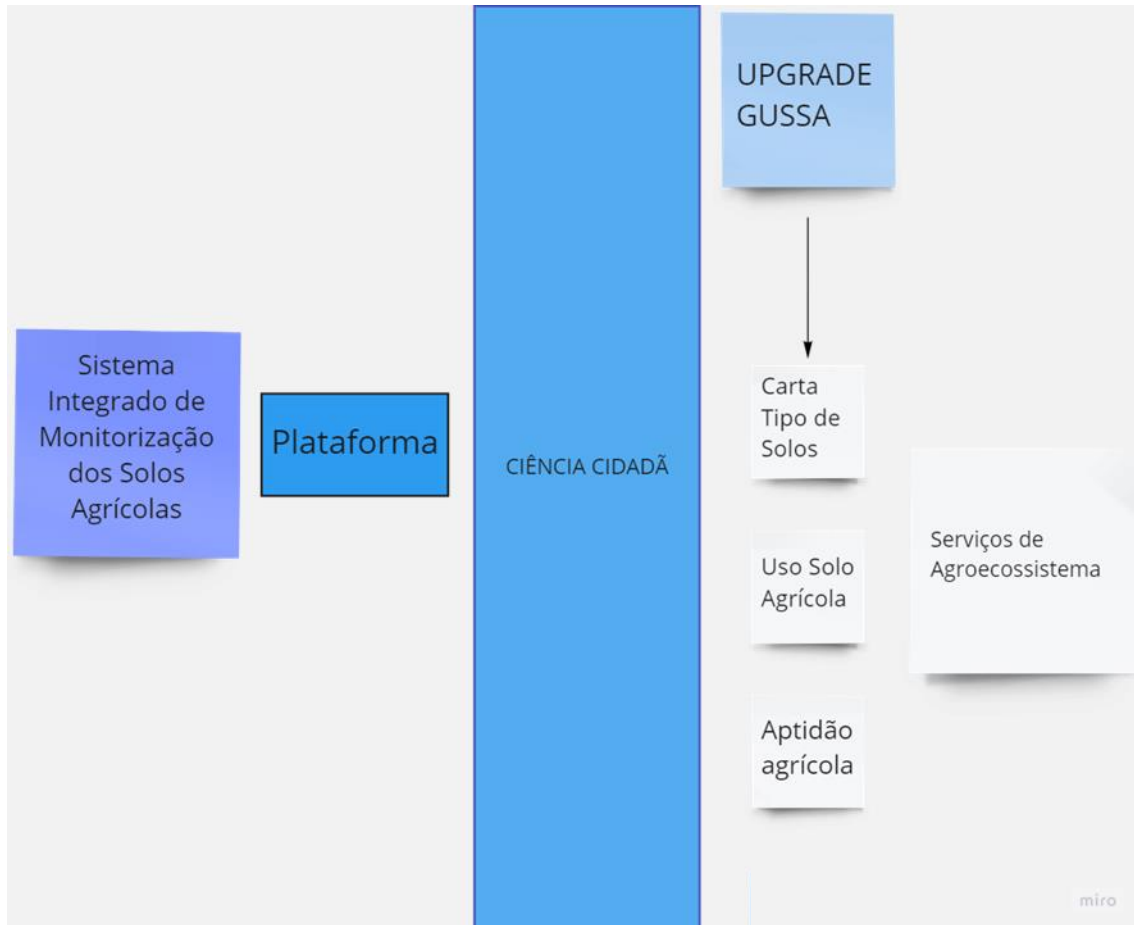 Sistema
Integrado de
Monitorização
dos Solos
Agrícolas
Plataforma
CIÊNCIA CIDADÃ
UPGRADE
GUSSA
Carta
Tipo de
Solos
Uso Solo
Agrícola
Aptidão
agrícola
Serviços de
Agroecossistema
miro